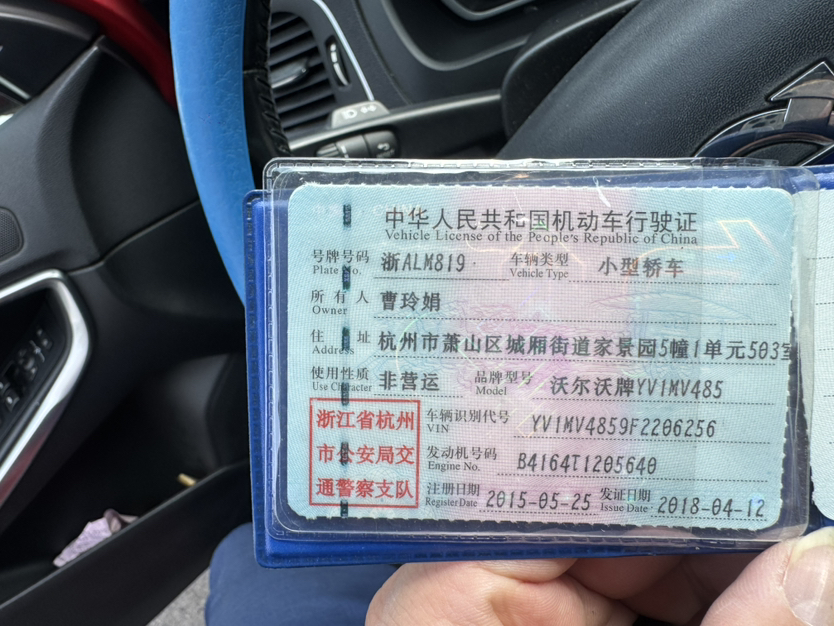 中华人民共和国机动车行驶证
Vehicle License of the People's Republic of China
号牌号码 浙ALM819 车辆类型 小型轿车
Plate No. Vehicle Type
所有人 曹玲娟
Owner
住址 杭州市萧山区城厢街道家景园5幢1单元503室
Address
使用性质 非营运 品牌型号 沃尔沃牌YV1MV485
Use Character Model
浙江省杭州
市公安局交
通警察支队
车辆识别代号 YV1MV4859F2206256
VIN
发动机号码 B4164T1205640
Engine No.
注册日期 2015-05-25 发证日期 2018-04-12
Register Date Issue Date